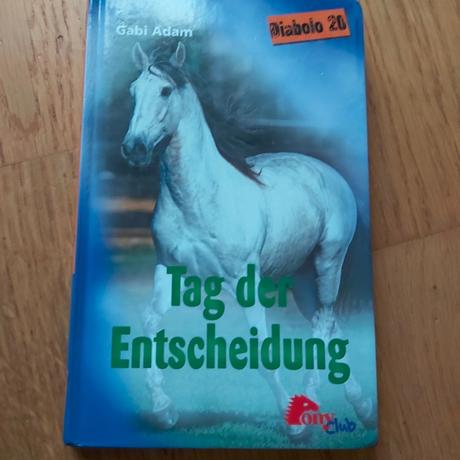 Gabi Adam
Diabolo 20
Tag der
Entscheidung
Pony
Club